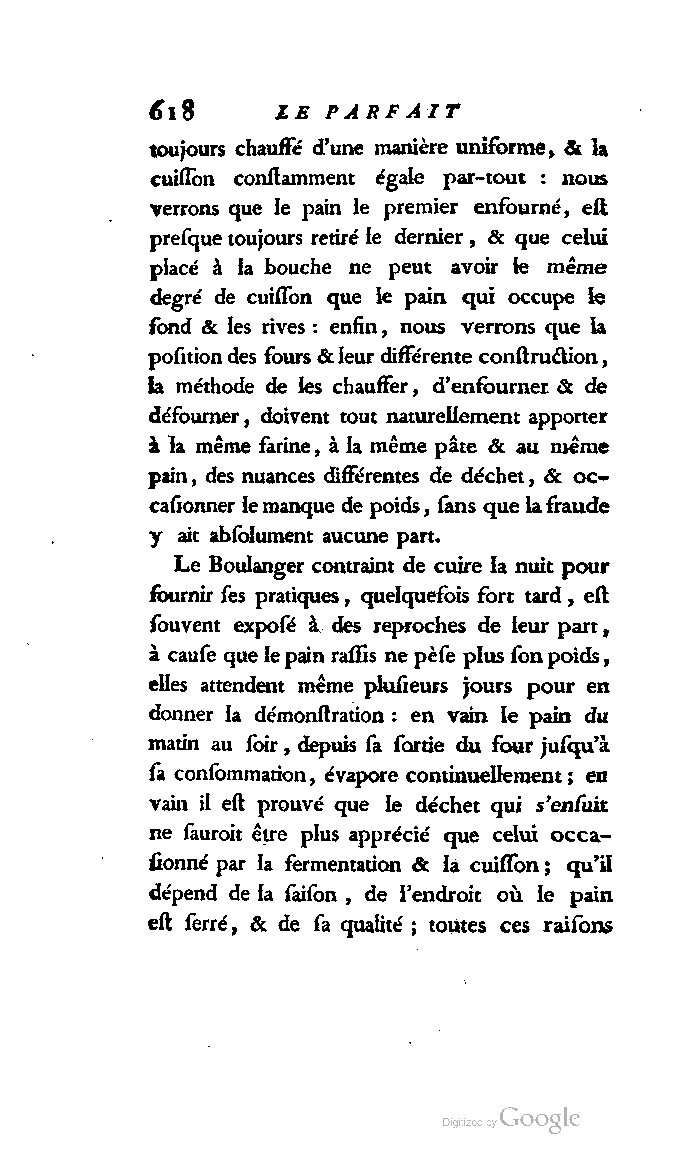 618 LE PARFAIT
toujours chauffé d'une manière uniforme, & la
cuiſſon conſtamment égale par-tout : nous
verrons que le pain le premier enfourné, eſt
preſque toujours retiré le dernier, & que celui
placé à la bouche ne peut avoir le même
degré de cuiſſon que le pain qui occupe le
fond & les rives : enfin, nous verrons que la
poſition des fours & leur différente conſtruction,
la méthode de les chauffer, d'enfourner & de
défourner, doivent tout naturellement apporter
à la même farine, à la même pâte & au même
pain, des nuances différentes de déchet, & oc-
caſionner le manque de poids, ſans que la fraude
y ait abſolument aucune part.
Le Boulanger contraint de cuire la nuit pour
fournir ſes pratiques, quelquefois fort tard, eſt
ſouvent expoſé à des reproches de leur part,
à cauſe que le pain raſſis ne pèſe plus ſon poids,
elles attendent même pluſieurs jours pour en
donner la démonſtration : en vain le pain du
matin au ſoir, depuis ſa ſortie du four juſqu'à
ſa conſommation, évapore continuellement ; en
vain il eſt prouvé que le déchet qui s'enſuit
ne ſauroit être plus apprécié que celui occa-
ſionné par la fermentation & la cuiſſon ; qu'il
dépend de la ſaiſon, de l'endroit où le pain
eſt ſerré, & de ſa qualité ; toutes ces raiſons
Digitized by Google